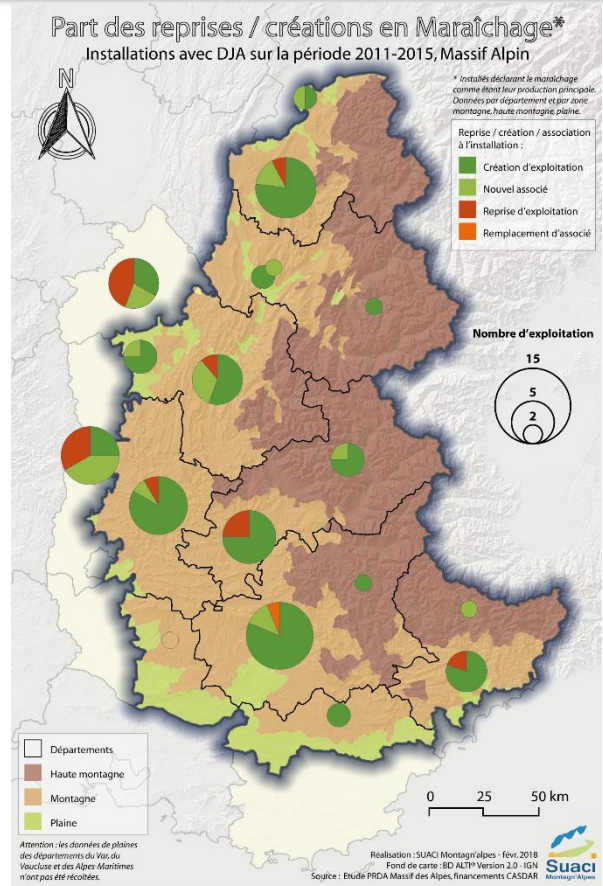 Part des reprises / créations en Maraîchage*
Installations avec DJA sur la période 2011-2015, Massif Alpin
N
* Installés déclarant le maraîchage
comme étant leur production principale.
Données par département et par zone
montagne, haute montagne, plaine.
Reprise / création / association
à l'installation :
Création d'exploitation
Nouvel associé
Reprise d'exploitation
Remplacement d'associé
Nombre d'exploitation
15
5
2
Départements
Haute montagne
Montagne
Plaine
0 25 50 km
Attention : les données de plaines
des départements du Var, du
Vaucluse et des Alpes-Maritimes
n'ont pas été récoltées.
Réalisation : SUACI Montagn'alpes - févr. 2018
Fond de carte : BD ALTI® Version 2.0 - IGN
Source : Etude PRDA Massif des Alpes, financements CASDAR
Suaci
Montagn'Alpes